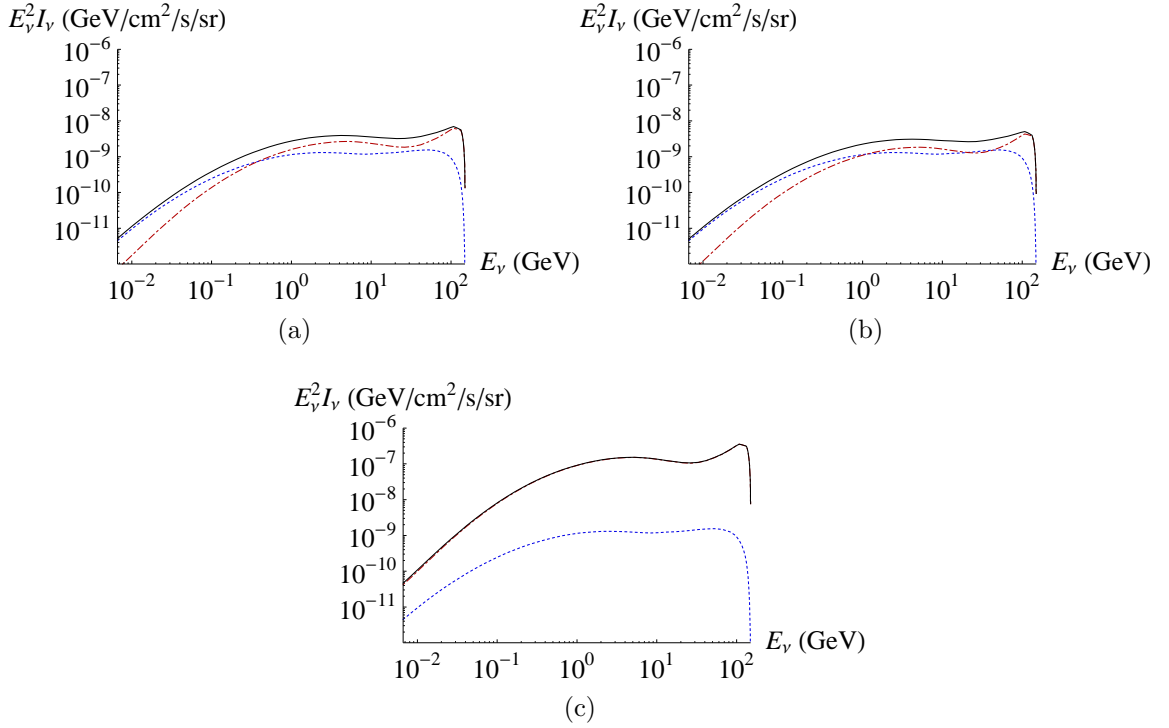 E_ν^2 I_ν (GeV/cm^2/s/sr) E_ν^2 I_ν (GeV/cm^2/s/sr)
10^-6 10^-6
10^-7 10^-7
10^-8 10^-8
10^-9 10^-9
10^-10 10^-10
10^-11 10^-11
E_ν (GeV) E_ν (GeV)
10^-2 10^-1 10^0 10^1 10^2 10^-2 10^-1 10^0 10^1 10^2
(a) (b)
E_ν^2 I_ν (GeV/cm^2/s/sr)
10^-6
10^-7
10^-8
10^-9
10^-10
10^-11
E_ν (GeV)
10^-2 10^-1 10^0 10^1 10^2
(c)